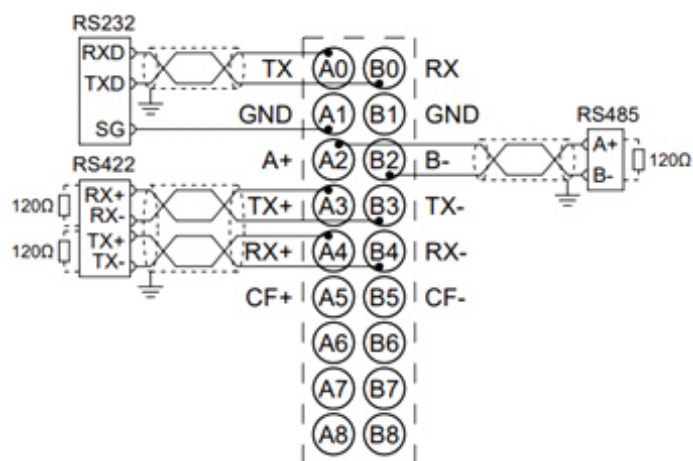 RS232
RXD
TXD
SG
TX A0 B0 RX
GND A1 B1 GND
A+ A2 B2 B-
RS485
A+
B-
120Ω
RS422
120Ω
RX+
RX-
120Ω
TX+
TX-
TX+ A3 B3 TX-
RX+ A4 B4 RX-
CF+ A5 B5 CF-
A6 B6
A7 B7
A8 B8